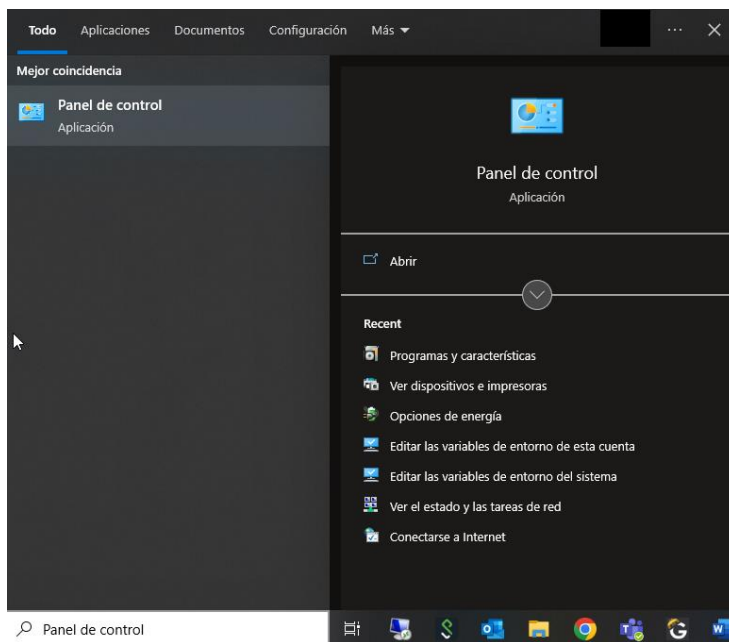 Todo Aplicaciones Documentos Configuración Más
Mejor coincidencia
Panel de control
Aplicación
Panel de control
Aplicación
Abrir
Recent
Programas y características
Ver dispositivos e impresoras
Opciones de energía
Editar las variables de entorno de esta cuenta
Editar las variables de entorno del sistema
Ver el estado y las tareas de red
Conectarse a Internet
Panel de control